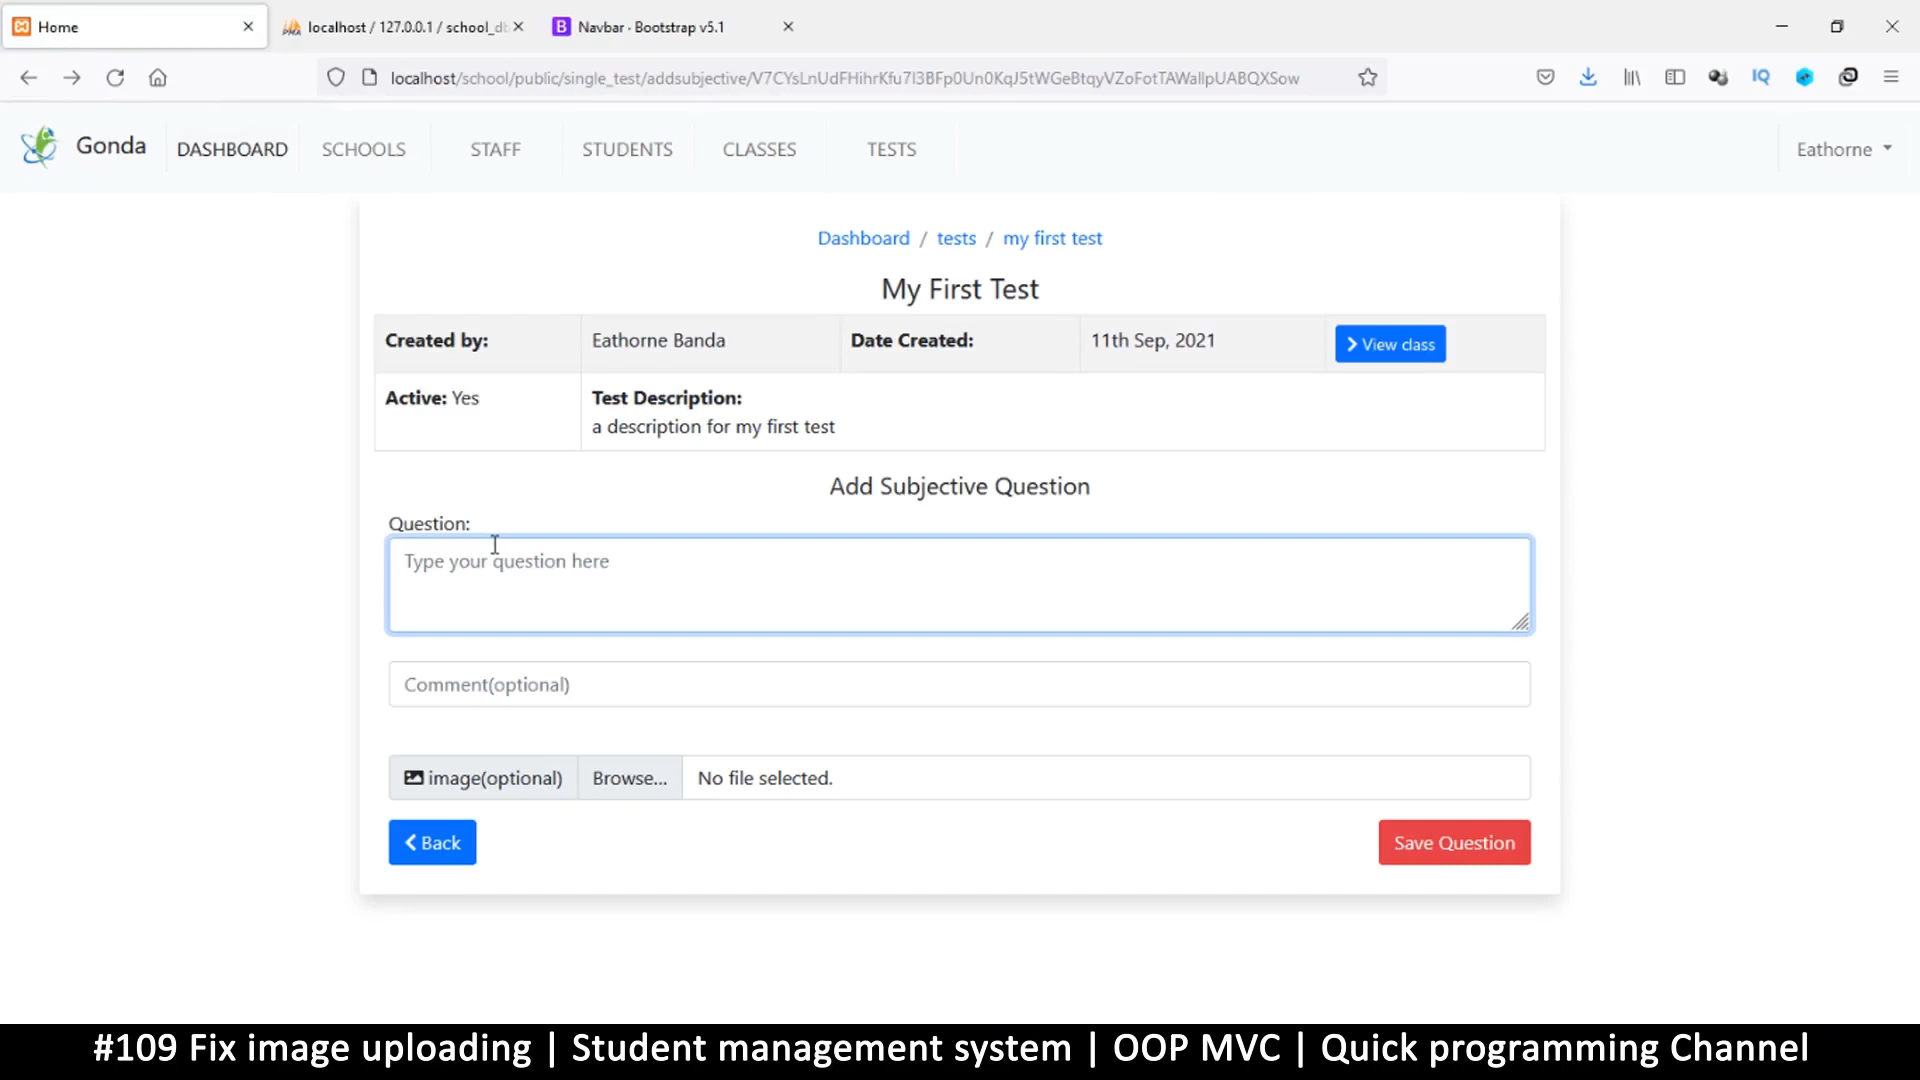 Home
localhost / 127.0.0.1 / school_db
Navbar · Bootstrap v5.1
localhost/school/public/single_test/addsubjective/V7CYsLnUdFHihrKfu7l3BFp0Un0KqJ5tWGeBtqyVZoFotTAWallpUABQXSow
IQ
Gonda
DASHBOARD
SCHOOLS
STAFF
STUDENTS
CLASSES
TESTS
Eathorne
Dashboard / tests / my first test
My First Test
Created by: Eathorne Banda Date Created: 11th Sep, 2021 View class
Active: Yes
Test Description:
a description for my first test
Add Subjective Question
Question:
Type your question here
Comment(optional)
image(optional) Browse... No file selected.
Back
Save Question
#109 Fix image uploading | Student management system | OOP MVC | Quick programming Channel